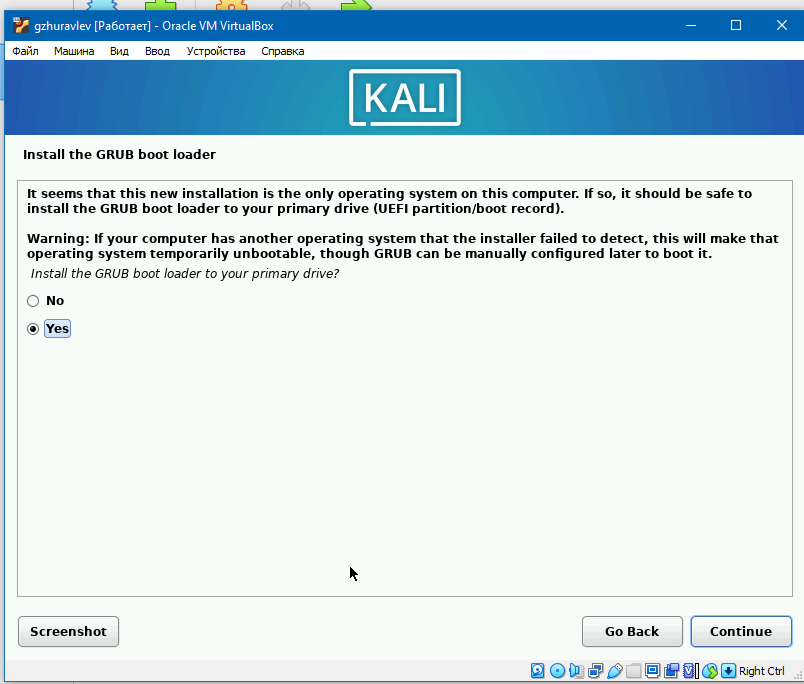 gzhuravlev [Работает] - Oracle VM VirtualBox
Файл Машина Вид Ввод Устройства Справка
KALI
Install the GRUB boot loader
It seems that this new installation is the only operating system on this computer. If so, it should be safe to
install the GRUB boot loader to your primary drive (UEFI partition/boot record).
Warning: If your computer has another operating system that the installer failed to detect, this will make that
operating system temporarily unbootable, though GRUB can be manually configured later to boot it.
Install the GRUB boot loader to your primary drive?
No
Yes
Screenshot Go Back Continue
Right Ctrl